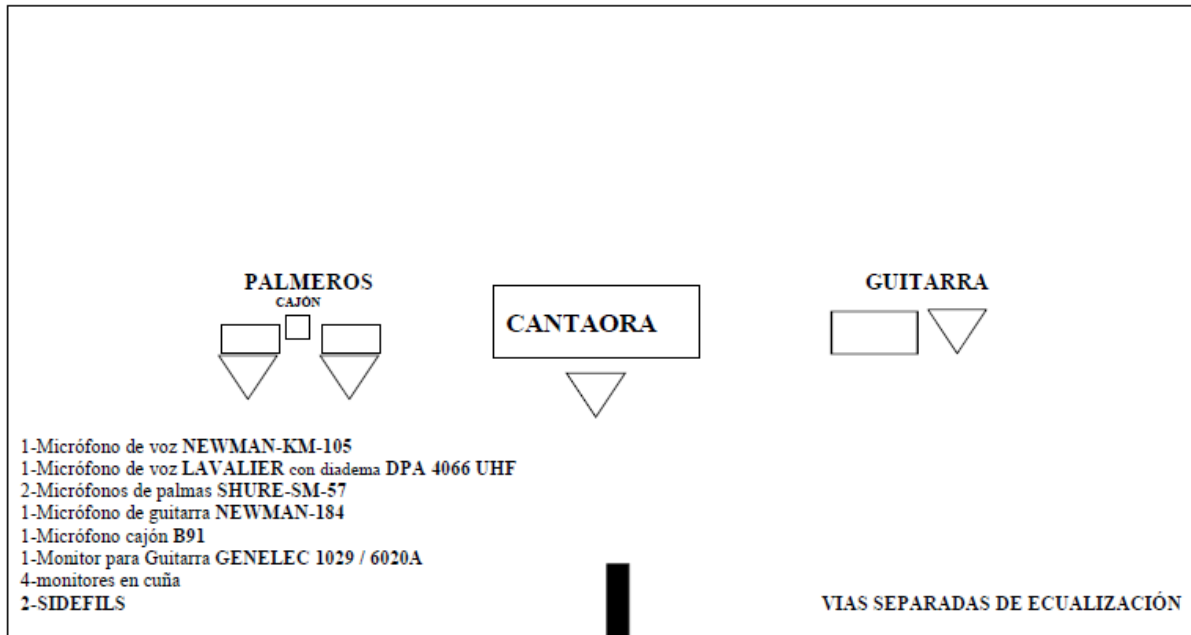 PALMEROS
CAJÓN
CANTAORA
GUITARRA
1-Micrófono de voz NEWMAN-KM-105
1-Micrófono de voz LAVALIER con diadema DPA 4066 UHF
2-Micrófonos de palmas SHURE-SM-57
1-Micrófono de guitarra NEWMAN-184
1-Micrófono cajón B91
1-Monitor para Guitarra GENELEC 1029 / 6020A
4-monitores en cuña
2-SIDEFILS
VIAS SEPARADAS DE ECUALIZACIÓN